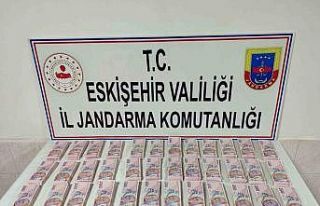 T.C.
ESKİŞEHİR VALİLİĞİ
İL JANDARMA KOMUTANLIĞI